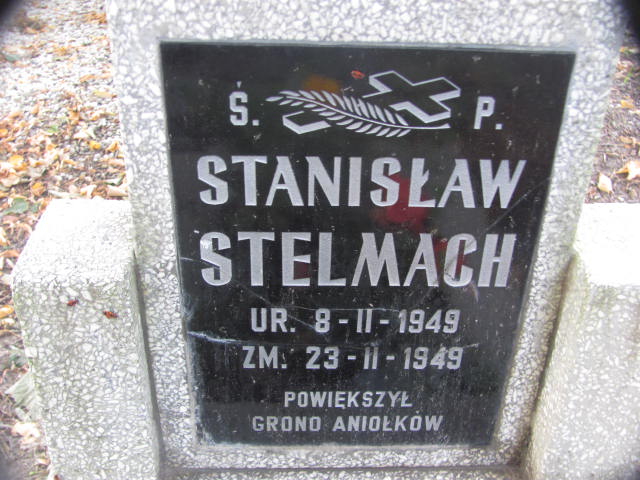 Ś. P.
STANISŁAW
STELMACH
UR. 8-II-1949
ZM. 23-II-1949
POWIĘKSZYŁ
GRONO ANIOŁKÓW